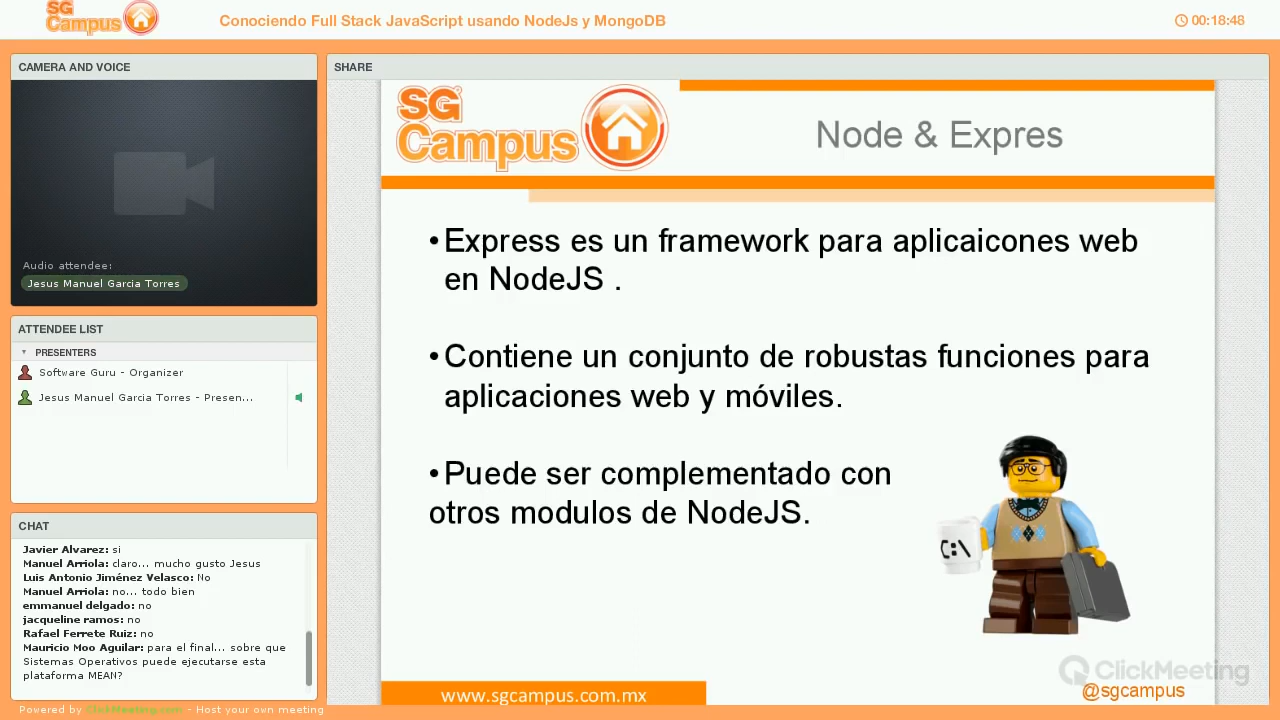 SG
Campus
Conociendo Full Stack JavaScript usando NodeJs y MongoDB
00:18:48
CAMERA AND VOICE
Audio attendee:
Jesus Manuel Garcia Torres
ATTENDEE LIST
PRESENTERS
Software Guru - Organizer
Jesus Manuel Garcia Torres - Presen...
CHAT
Javier Alvarez: si
Manuel Arriola: claro... mucho gusto Jesus
Luis Antonio Jiménez Velasco: No
Manuel Arriola: no... todo bien
emmanuel delgado: no
jacqueline ramos: no
Rafael Ferrete Ruiz: no
Mauricio Moo Aguilar: para el final... sobre que
Sistemas Operativos puede ejecutarse esta
plataforma MEAN?
Powered by ClickMeeting.com - Host your own meeting
SHARE
SG
Campus
Node & Expres
•Express es un framework para aplicaicones web
en NodeJS .
•Contiene un conjunto de robustas funciones para
aplicaciones web y móviles.
•Puede ser complementado con
otros modulos de NodeJS.
C:\
ClickMeeting
www.sgcampus.com.mx
@sgcampus